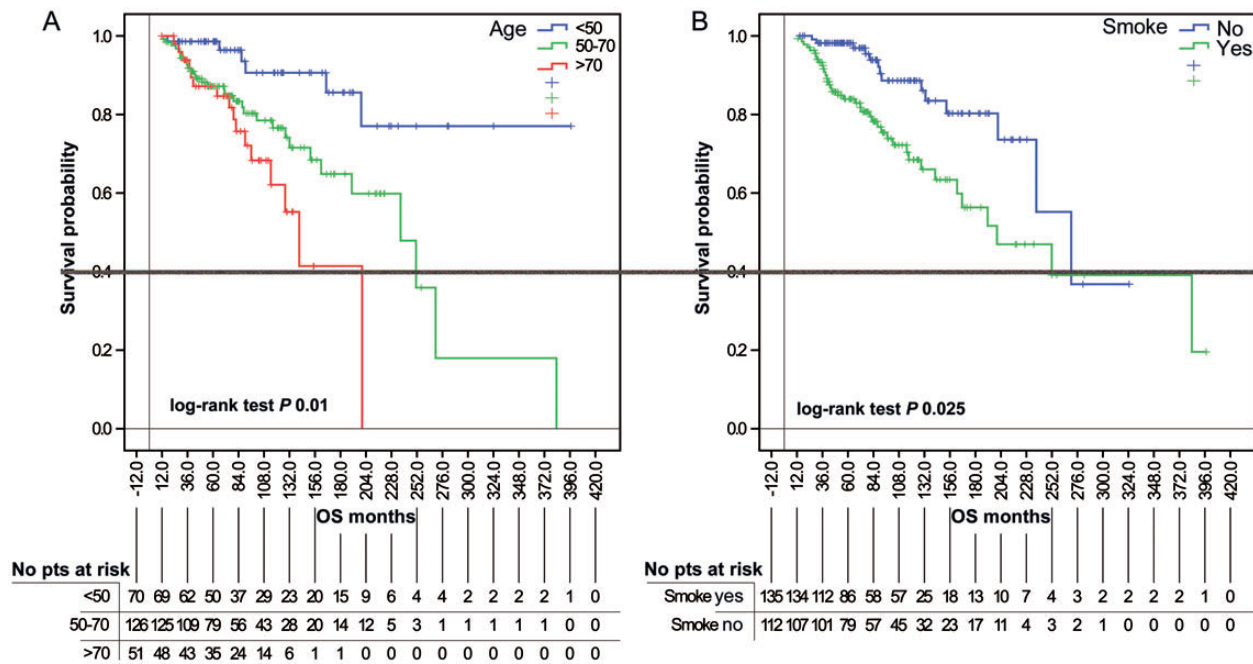 A
Age
<50
50-70
>70
Survival probability
1.0
0.8
0.6
0.4
0.2
0.0
log-rank test P 0.01
-12.0 12.0 36.0 60.0 84.0 108.0 132.0 156.0 180.0 204.0 228.0 252.0 276.0 300.0 324.0 348.0 372.0 396.0 420.0
OS months
No pts at risk
<50 70 69 62 50 37 29 23 20 15 9 6 4 4 2 2 2 2 1 0
50-70 126 125 109 79 56 43 28 20 14 12 5 3 1 1 1 1 1 0 0
>70 51 48 43 35 24 14 6 1 1 0 0 0 0 0 0 0 0 0 0
B
Smoke
No
Yes
Survival probability
1.0
0.8
0.6
0.4
0.2
0.0
log-rank test P 0.025
-12.0 12.0 36.0 60.0 84.0 108.0 132.0 156.0 180.0 204.0 228.0 252.0 276.0 300.0 324.0 348.0 372.0 396.0 420.0
OS months
No pts at risk
Smoke yes 135 134 112 86 58 57 25 18 13 10 7 4 3 2 2 2 2 1 0
Smoke no 112 107 101 79 57 45 32 23 17 11 4 3 2 1 0 0 0 0 0